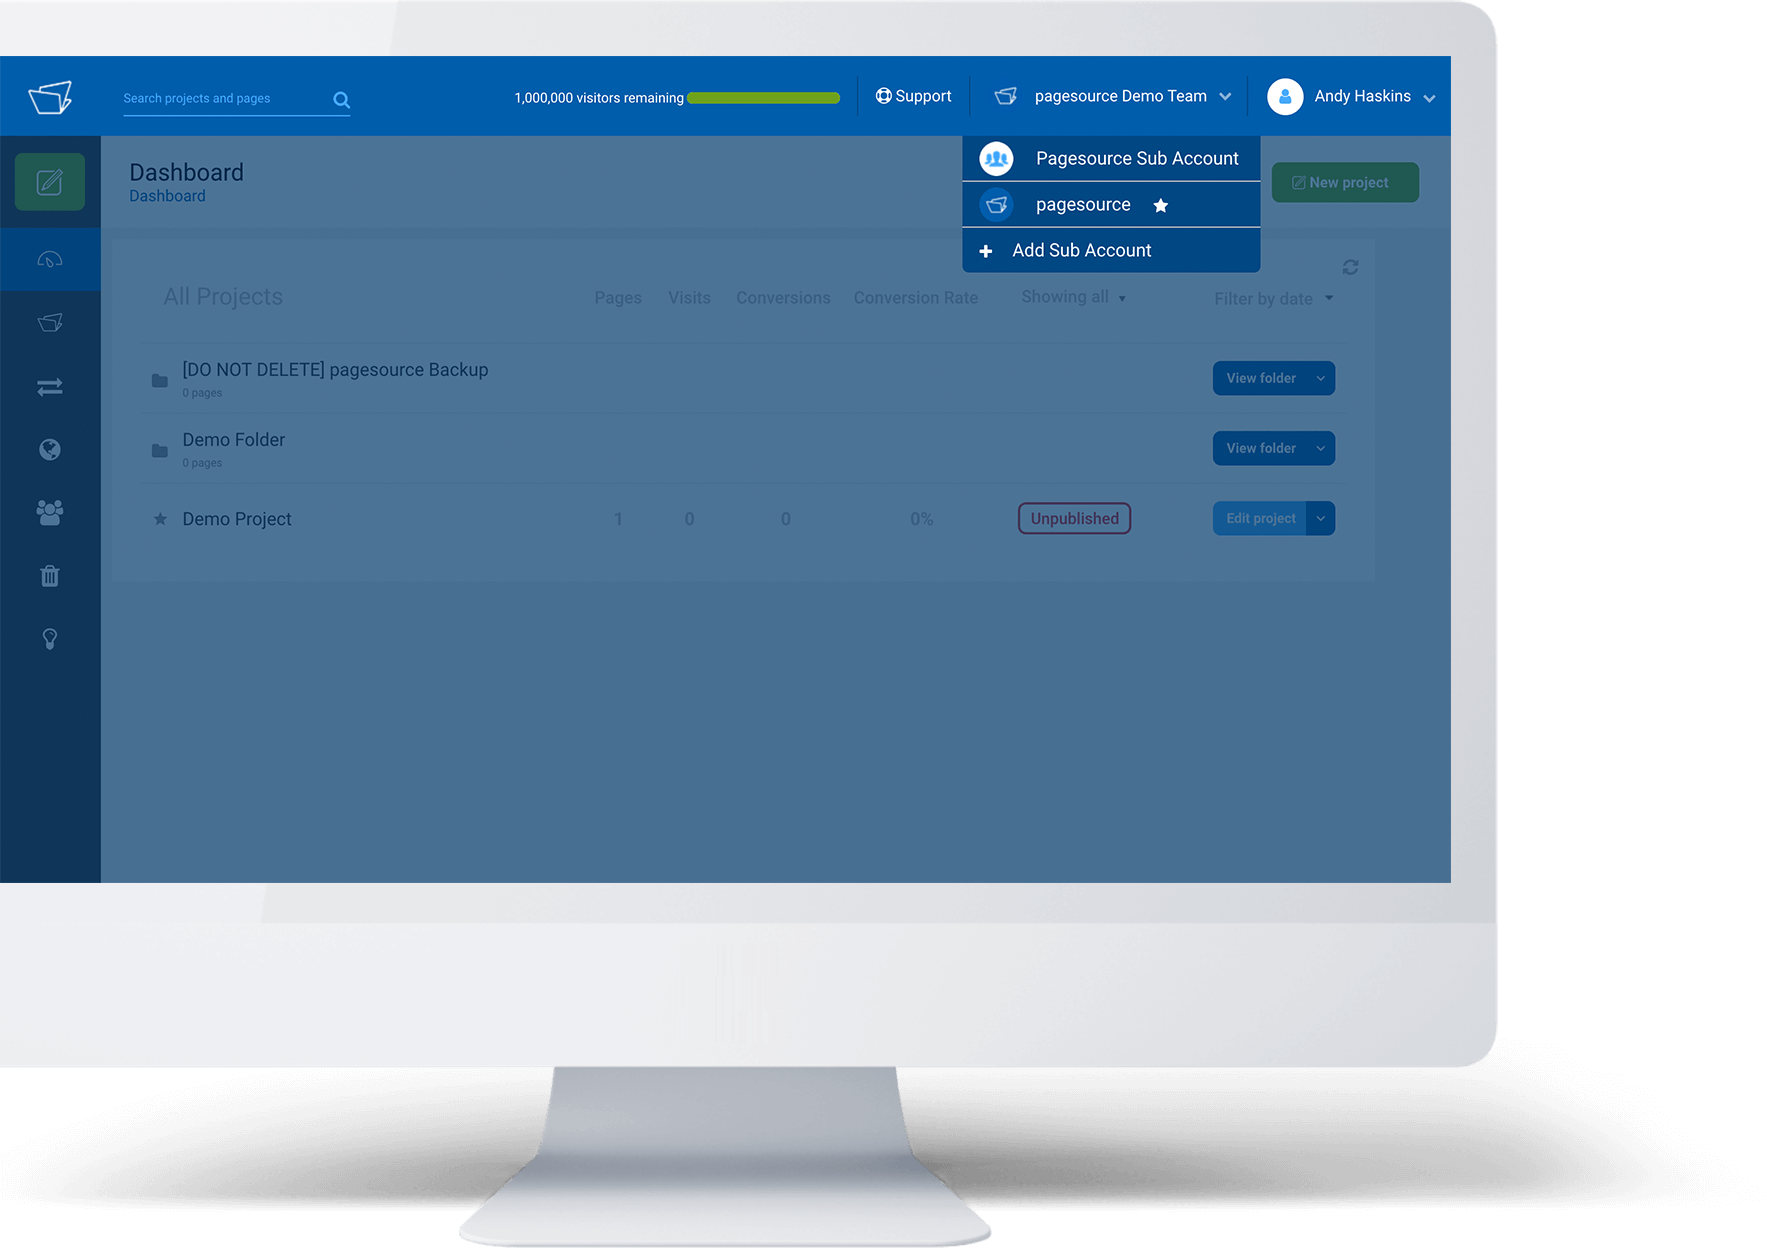 Search projects and pages
1,000,000 visitors remaining
Support
pagesource Demo Team
Andy Haskins
Dashboard
Dashboard
Pagesource Sub Account
pagesource
Add Sub Account
New project
All Projects
Pages Visits Conversions Conversion Rate Showing all Filter by date
[DO NOT DELETE] pagesource Backup
0 pages
View folder
Demo Folder
0 pages
View folder
Demo Project 1 0 0 0% Unpublished Edit project